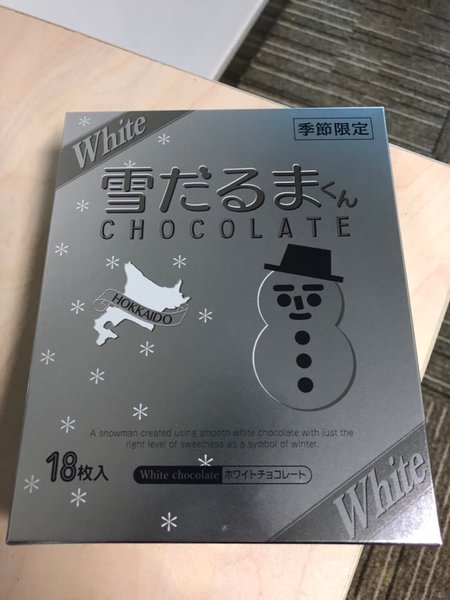 White
季節限定
雪だるまくん
CHOCOLATE
HOKKAIDO
A snowman created using smooth white chocolate with just the
right level of sweetness as a symbol of winter.
18枚入
White chocolate ホワイトチョコレート
White